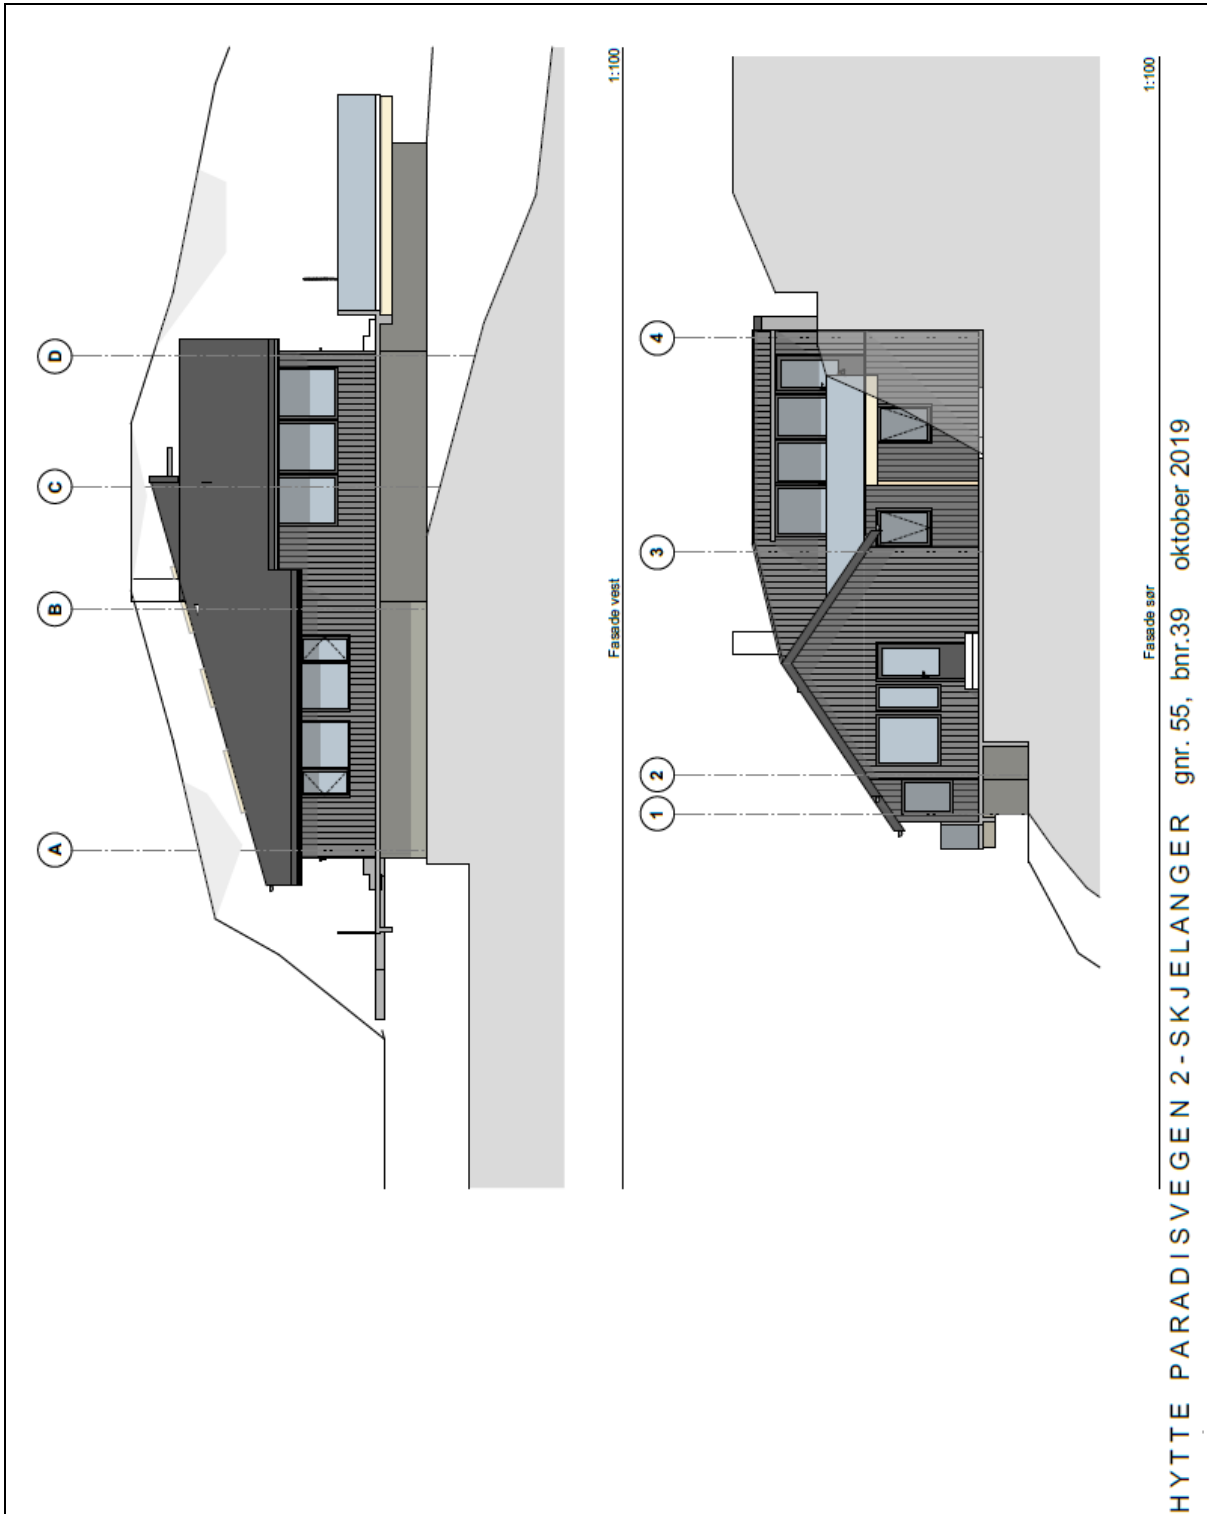 A
B
C
D
Fasade vest
1:100
1
2
3
4
Fasade sør
1:100
HYTTE PARADISVEGEN 2-SKJELANGER gnr. 55, bnr.39 oktober 2019